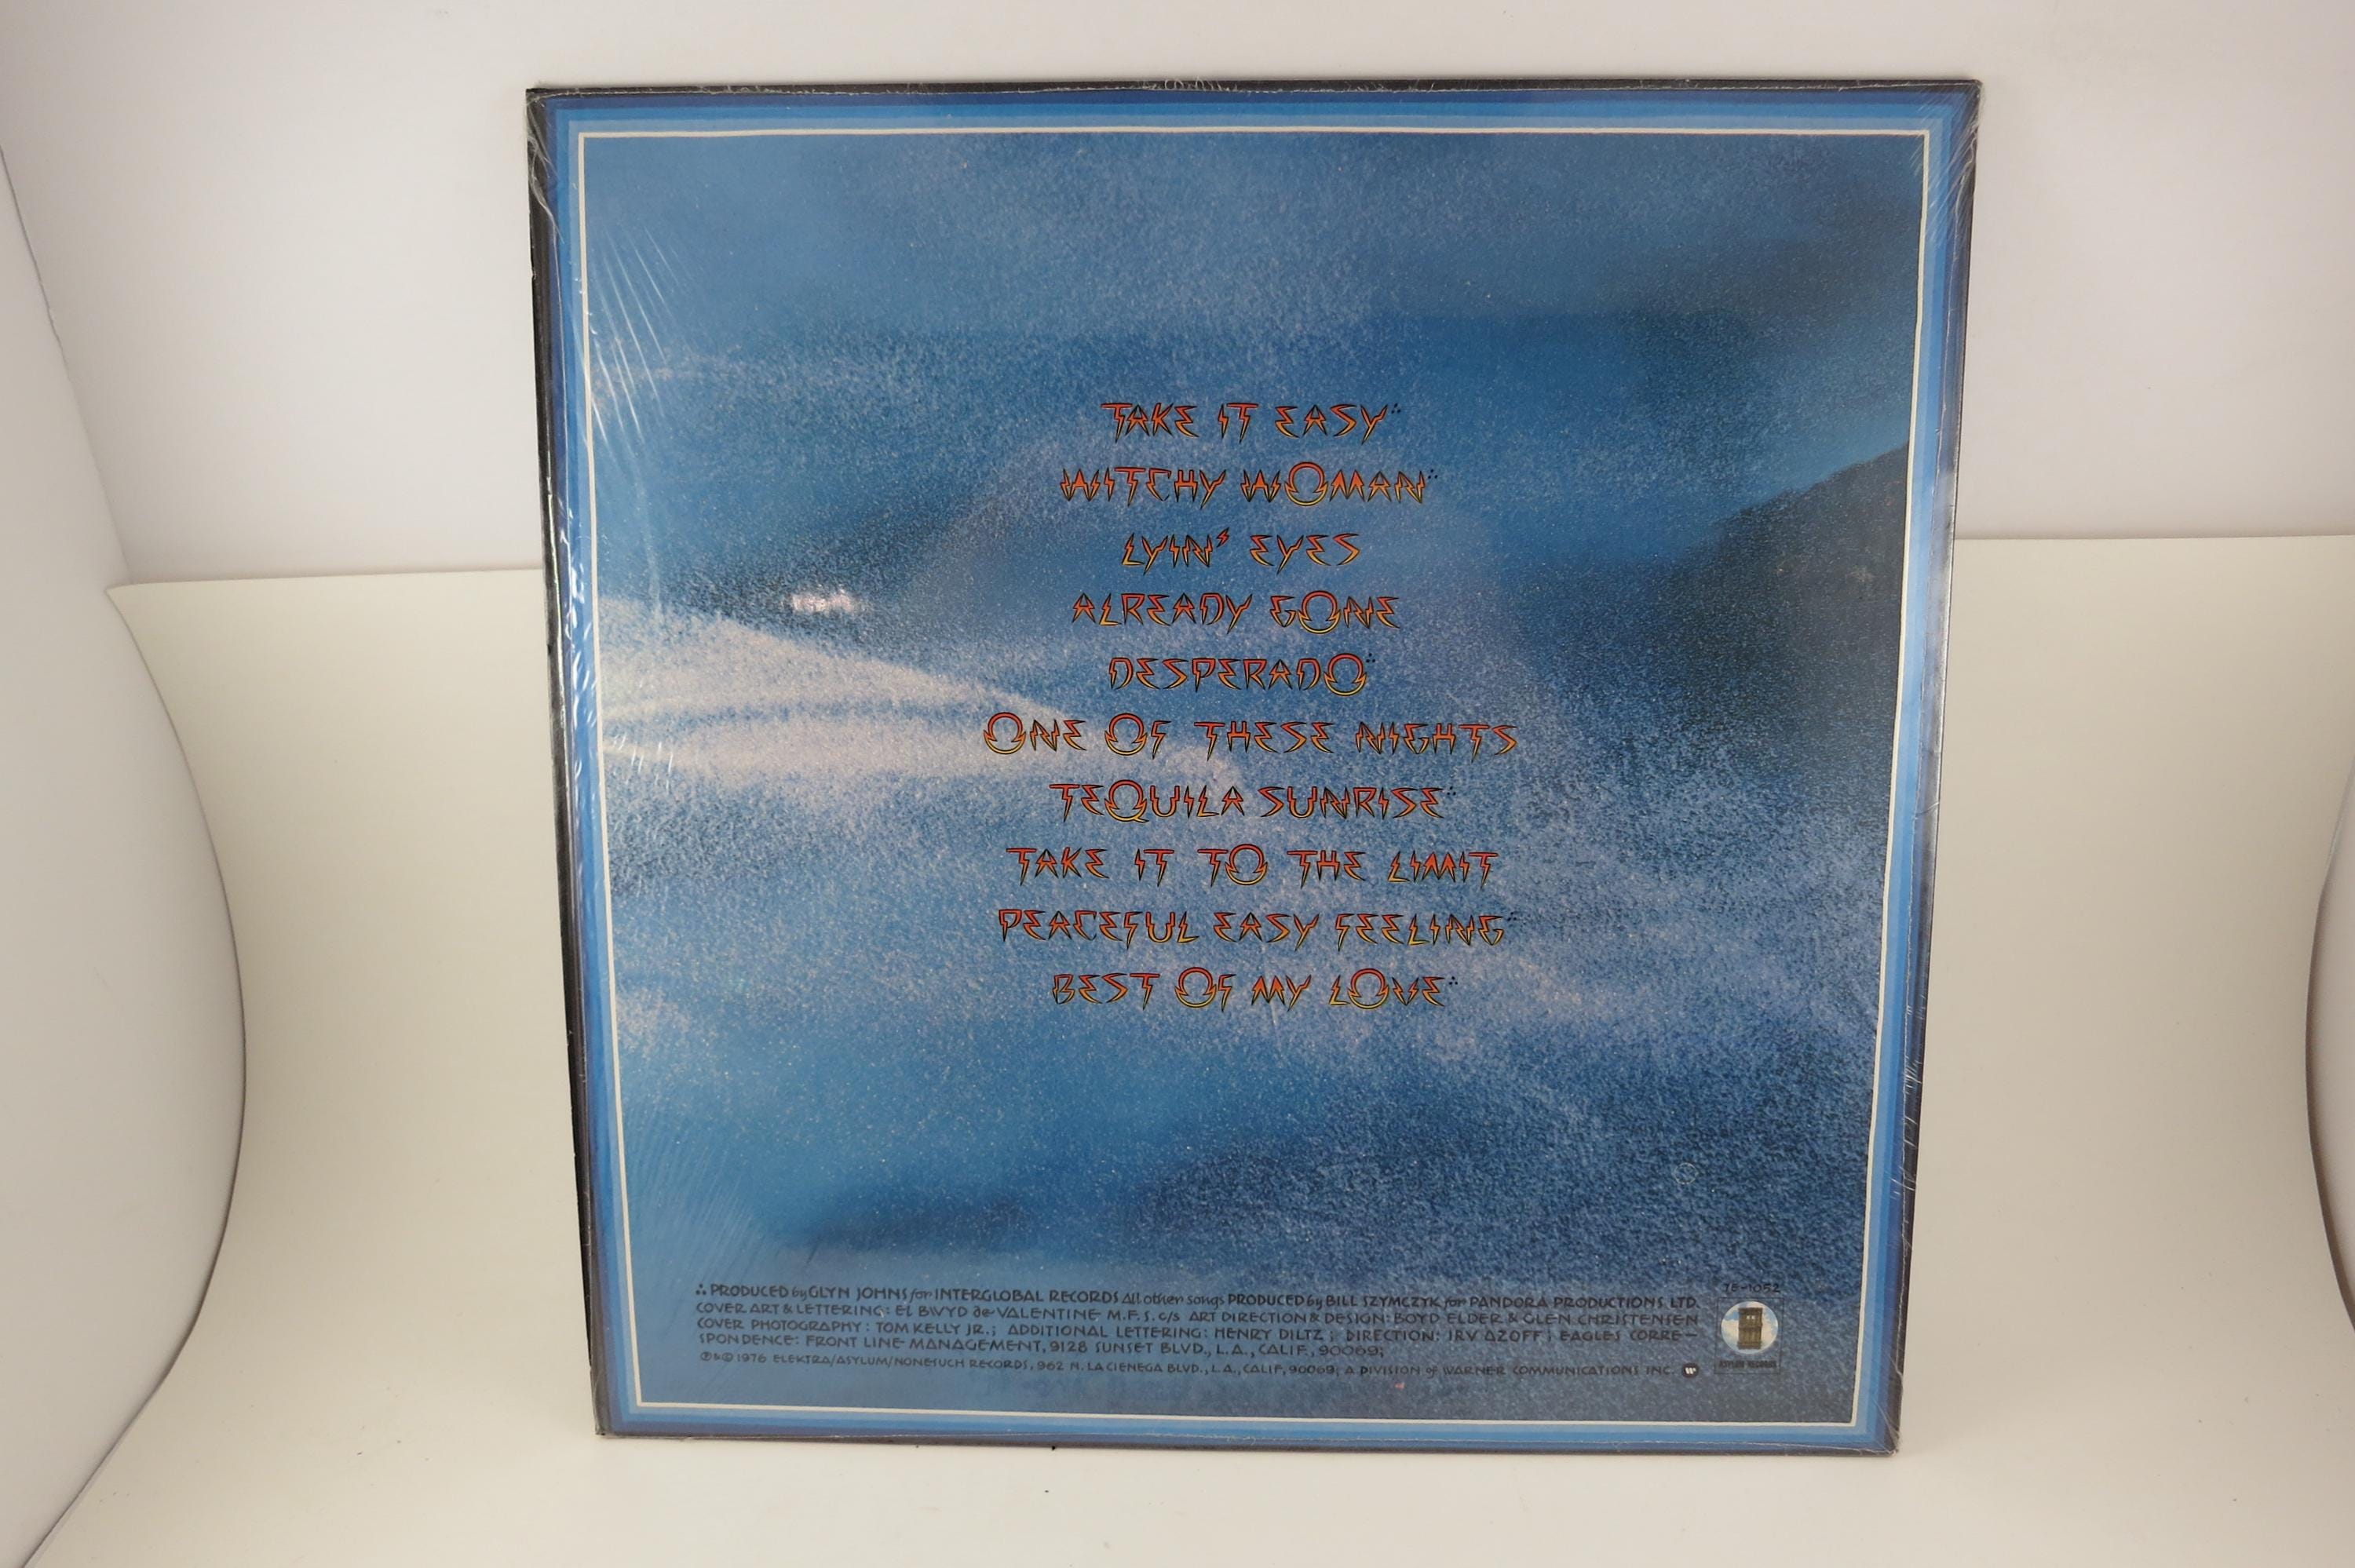 TAKE IT EASY∴
WITCHY WOMAN∴
LYIN' EYES
ALREADY GONE
DESPERADO∴
ONE OF THESE NIGHTS
TEQUILA SUNRISE∴
TAKE IT TO THE LIMIT
PEACEFUL EASY FEELING∴
BEST OF MY LOVE∴
∴ PRODUCED by GLYN JOHNS for INTERGLOBAL RECORDS All other songs PRODUCED by BILL SZYMCZYK for PANDORA PRODUCTIONS LTD.
COVER ART & LETTERING: EL BWYD de VALENTINE M.F.S. c/s ART DIRECTION & DESIGN: BOYD ELDER & GLEN CHRISTENSEN
COVER PHOTOGRAPHY: TOM KELLY JR.; ADDITIONAL LETTERING: HENRY DILTZ; DIRECTION: IRV AZOFF; EAGLES CORRE-
SPONDENCE: FRONT LINE MANAGEMENT, 9128 SUNSET BLVD., L.A., CALIF., 90069;
℗&© 1976 ELEKTRA/ASYLUM/NONESUCH RECORDS, 962 N. LA CIENEGA BLVD., L.A., CALIF, 90069; A DIVISION of WARNER COMMUNICATIONS INC.
7E-1052
ASYLUM RECORDS